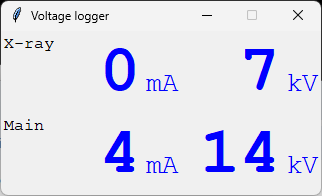 Voltage logger
X-ray
0 mA 7 kV
Main
4 mA 14 kV